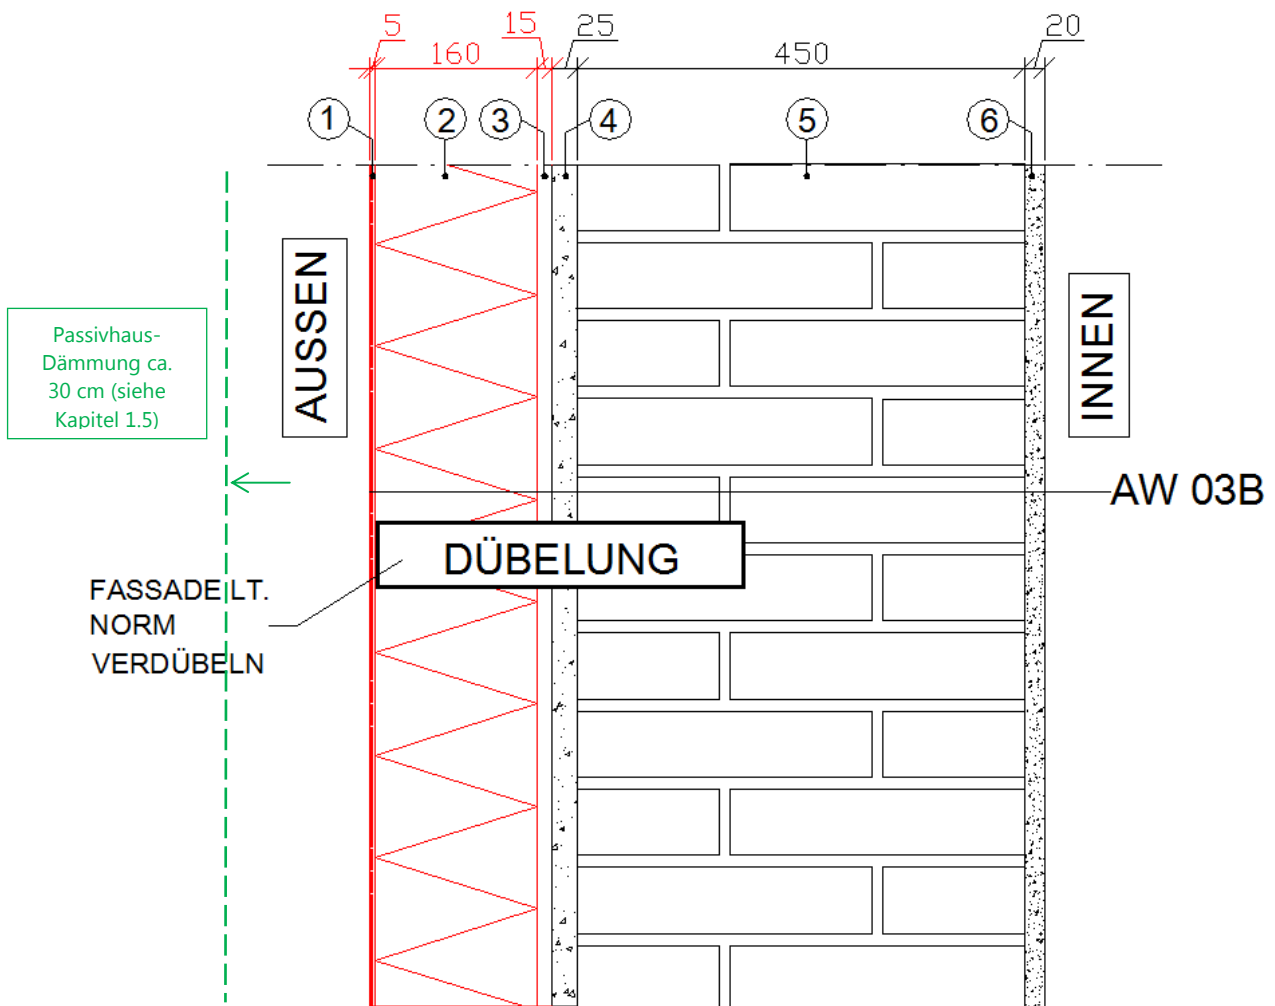 5
15
25
20
160
450
1
2
3
4
5
6
AUSSEN
INNEN
Passivhaus-
Dämmung ca.
30 cm (siehe
Kapitel 1.5)
AW 03B
DÜBELUNG
FASSADE LT.
NORM
VERDÜBELN